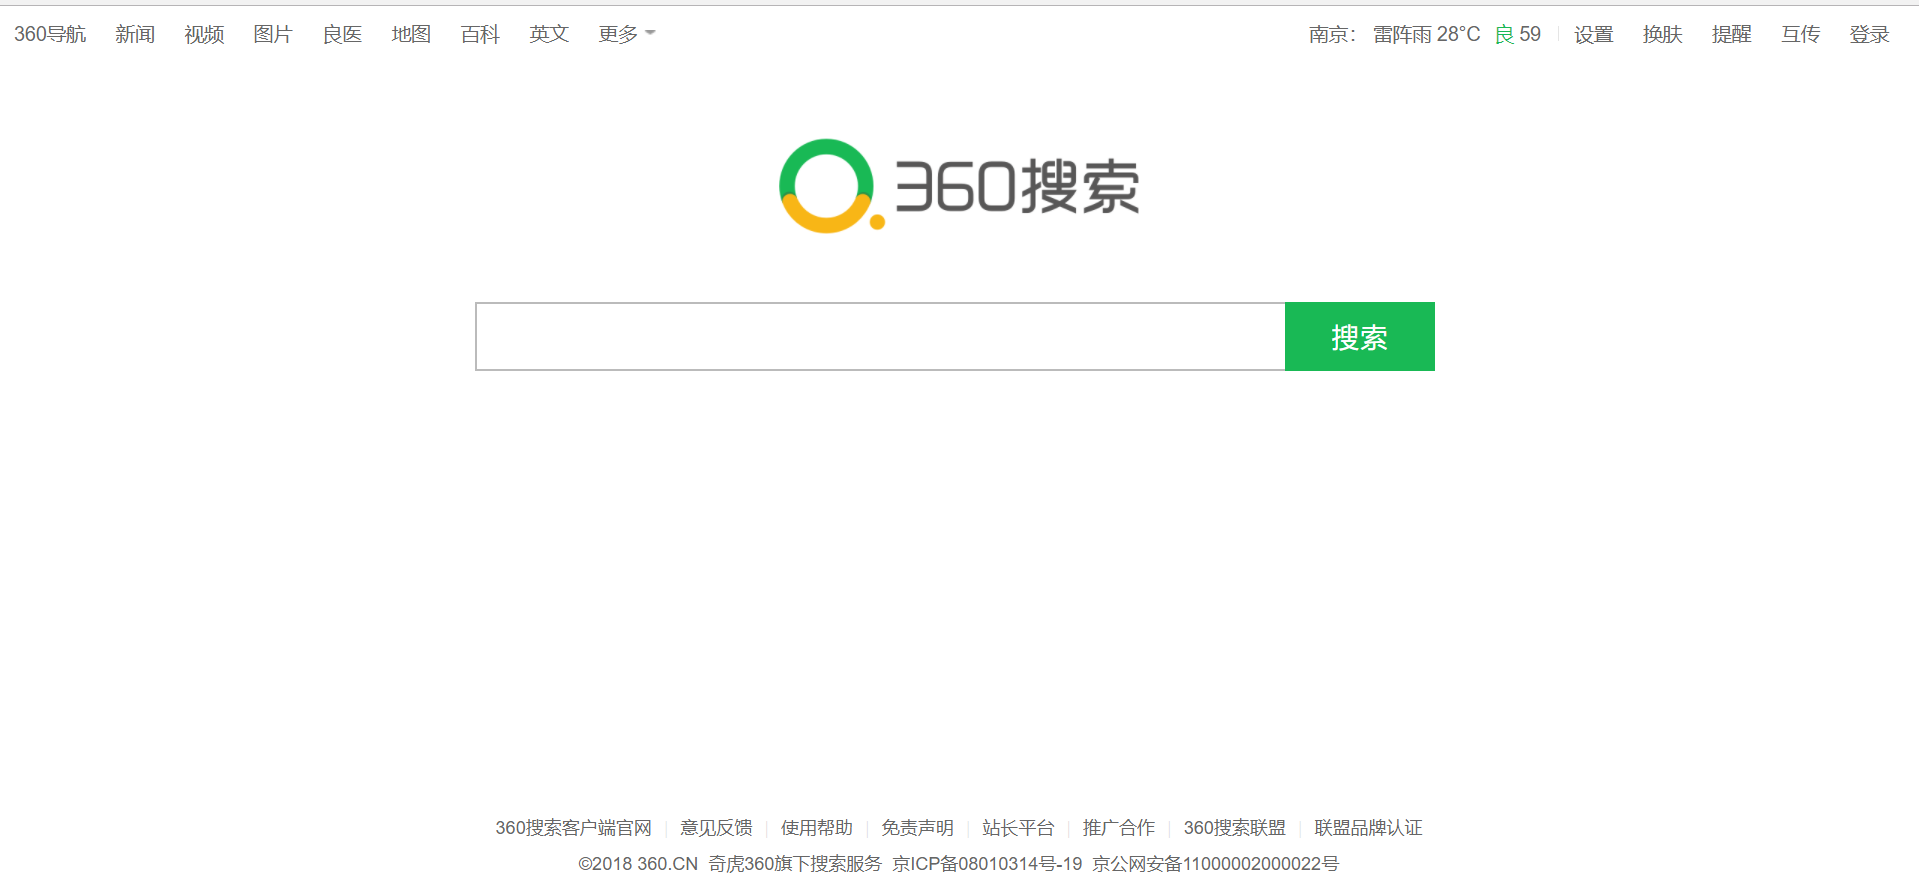 360导航 新闻 视频 图片 良医 地图 百科 英文 更多 南京： 雷阵雨 28°C 良 59 设置 换肤 提醒 互传 登录
360搜索
搜索
360搜索客户端官网 | 意见反馈 | 使用帮助 | 免责声明 | 站长平台 | 推广合作 | 360搜索联盟 | 联盟品牌认证
©2018 360.CN 奇虎360旗下搜索服务 京ICP备08010314号-19 京公网安备11000002000022号